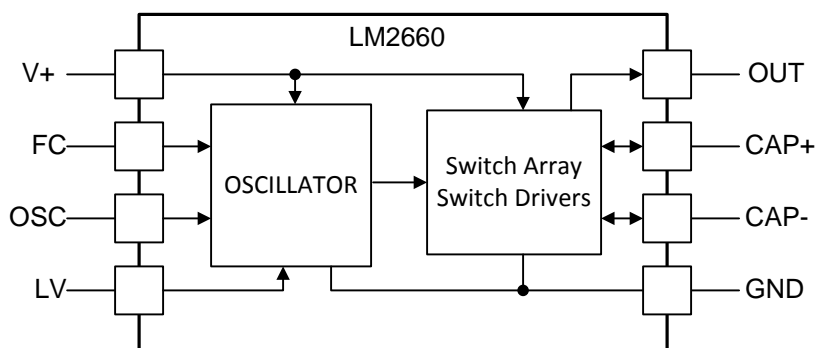 LM2660
V+
OUT
FC
CAP+
OSCILLATOR
Switch Array
Switch Drivers
OSC
CAP-
LV
GND